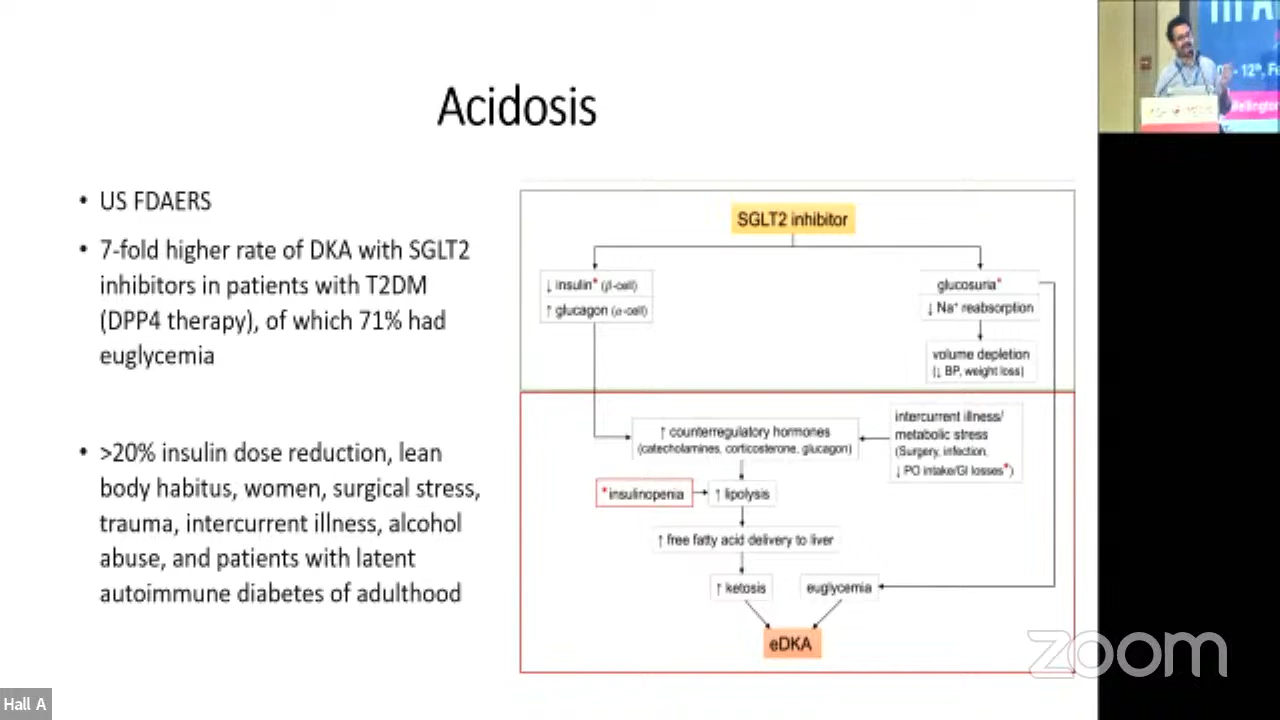 Acidosis
• US FDAERS
• 7-fold higher rate of DKA with SGLT2
inhibitors in patients with T2DM
(DPP4 therapy), of which 71% had
euglycemia
• >20% insulin dose reduction, lean
body habitus, women, surgical stress,
trauma, intercurrent illness, alcohol
abuse, and patients with latent
autoimmune diabetes of adulthood
SGLT2 inhibitor
↓ insulin* (β-cell)
↑ glucagon (α-cell)
glucosuria*
↓ Na⁺ reabsorption
volume depletion
(↓ BP, weight loss)
↑ counterregulatory hormones
(catecholamines, corticosterone, glucagon)
intercurrent illness/
metabolic stress
(Surgery, infection,
↓ PO intake/GI losses*)
*insulinopenia
↑ lipolysis
↑ free fatty acid delivery to liver
↑ ketosis
euglycemia
eDKA
12th, Fe
zoom
Hall A